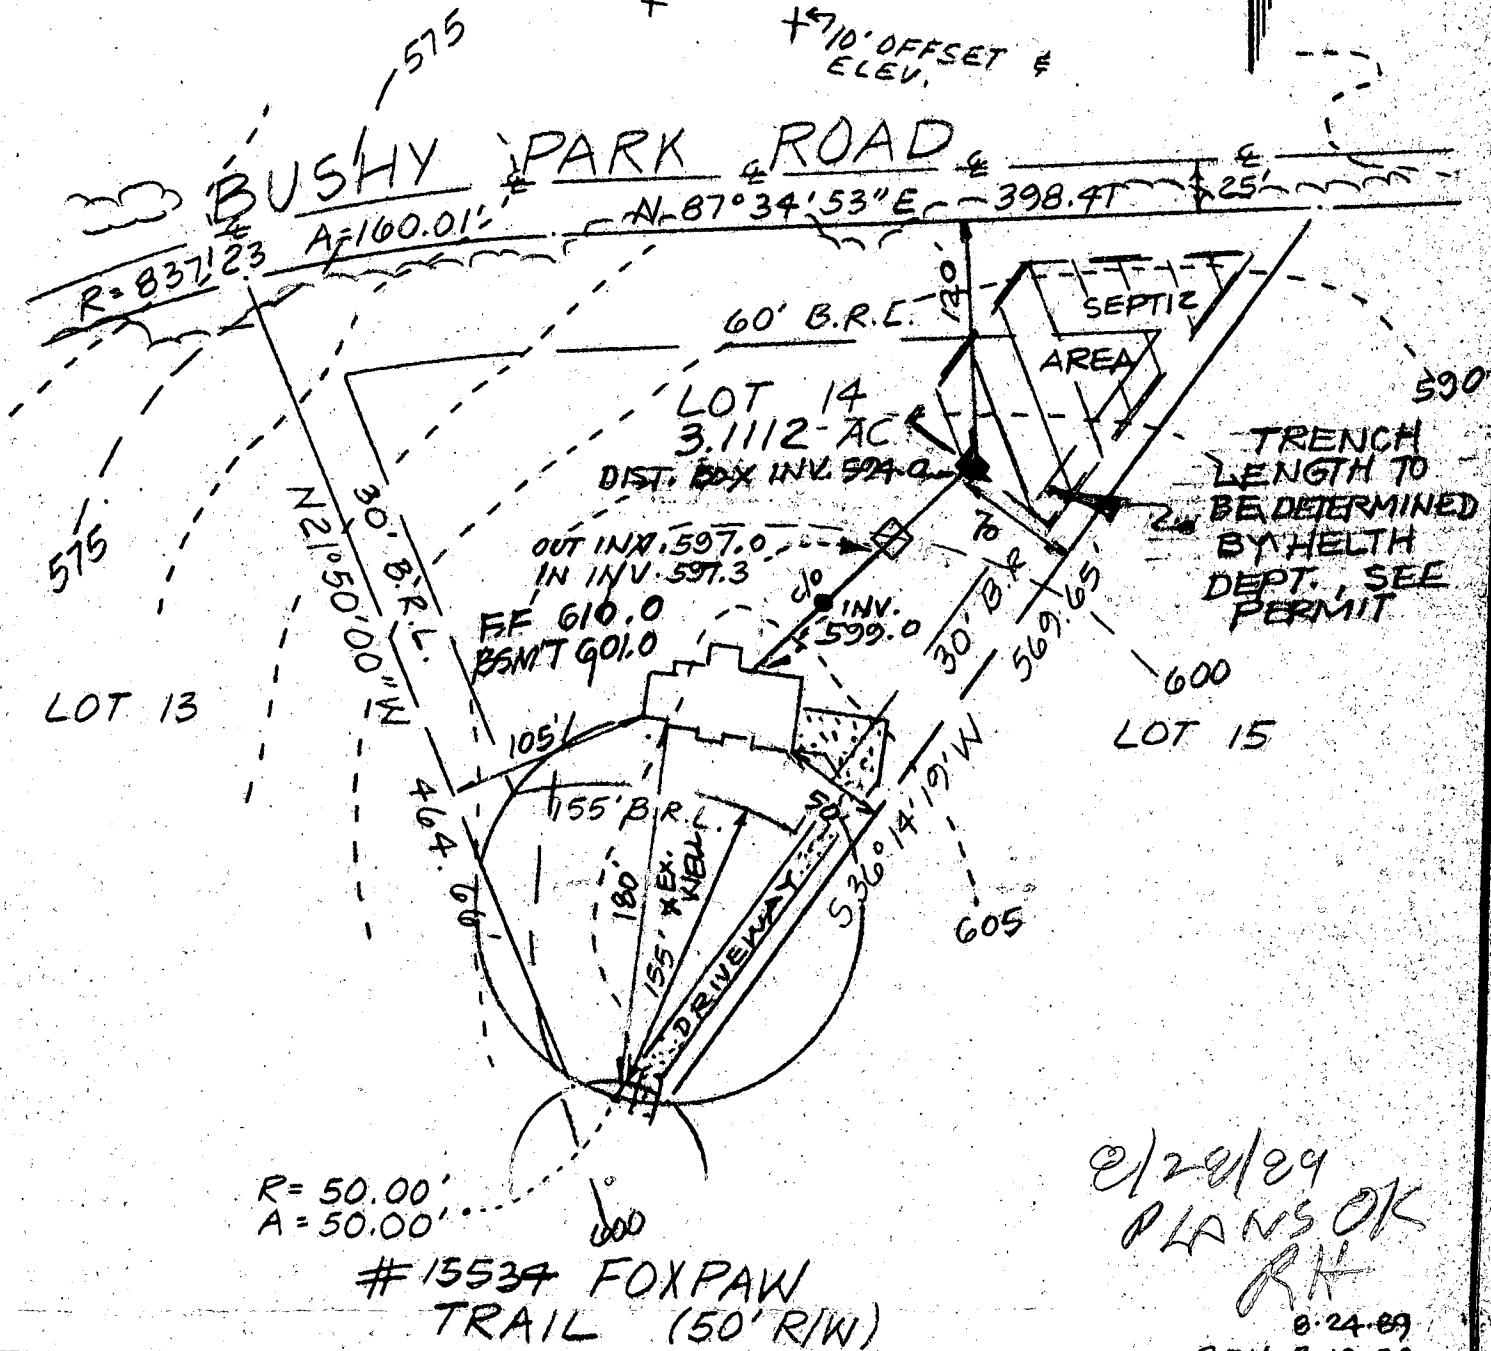 575
10' OFFSET &
ELEV.
BUSHY PARK ROAD
R=837.23
A=160.01'
N 87°34'53"E
398.47
25'
120'
60' B.R.L.
SEPTIC
AREA
590
LOT 14
3.1112 AC
DIST. BOX INV. 594.0
TRENCH
LENGTH TO
BE DETERMINED
BY HELTH
DEPT., SEE
PERMIT
N 21°50'00"W
30' B.R.L.
575
OUT INV. 597.0
IN INV. 597.3
70
c/o
INV.
599.0
FF 610.0
BSM'T 601.0
30' B.R
569.65'
600
LOT 13
LOT 15
105'
464.66'
155' B.R.L.
50'
S36°14'19"W
180'
EX.
WELL
155'
DRIVEWAY
605
R= 50.00'
A= 50.00'
600
#15534 FOXPAW
TRAIL (50' R/W)
8/28/89
PLANS OK
RH
8-24-89